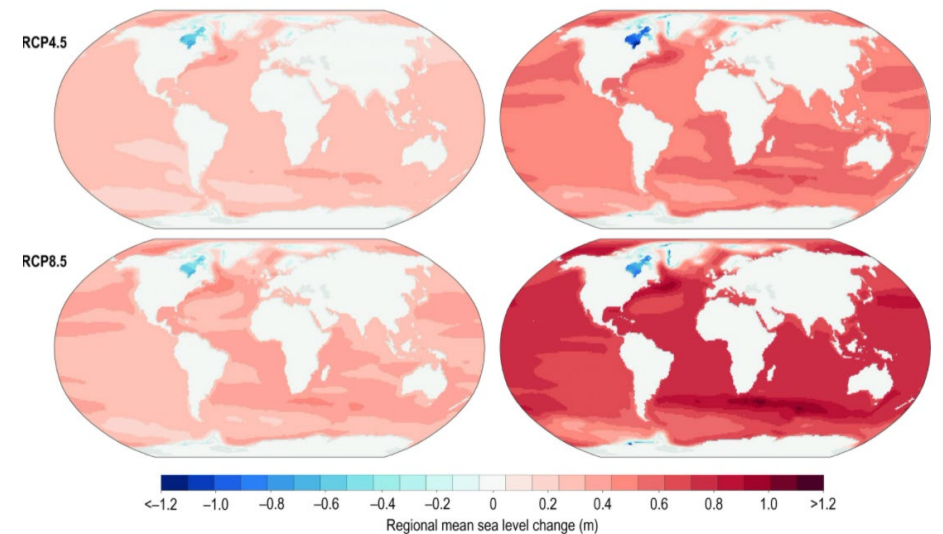 RCP4.5
RCP8.5
<–1.2 –1.0 –0.8 –0.6 –0.4 –0.2 0 0.2 0.4 0.6 0.8 1.0 >1.2
Regional mean sea level change (m)